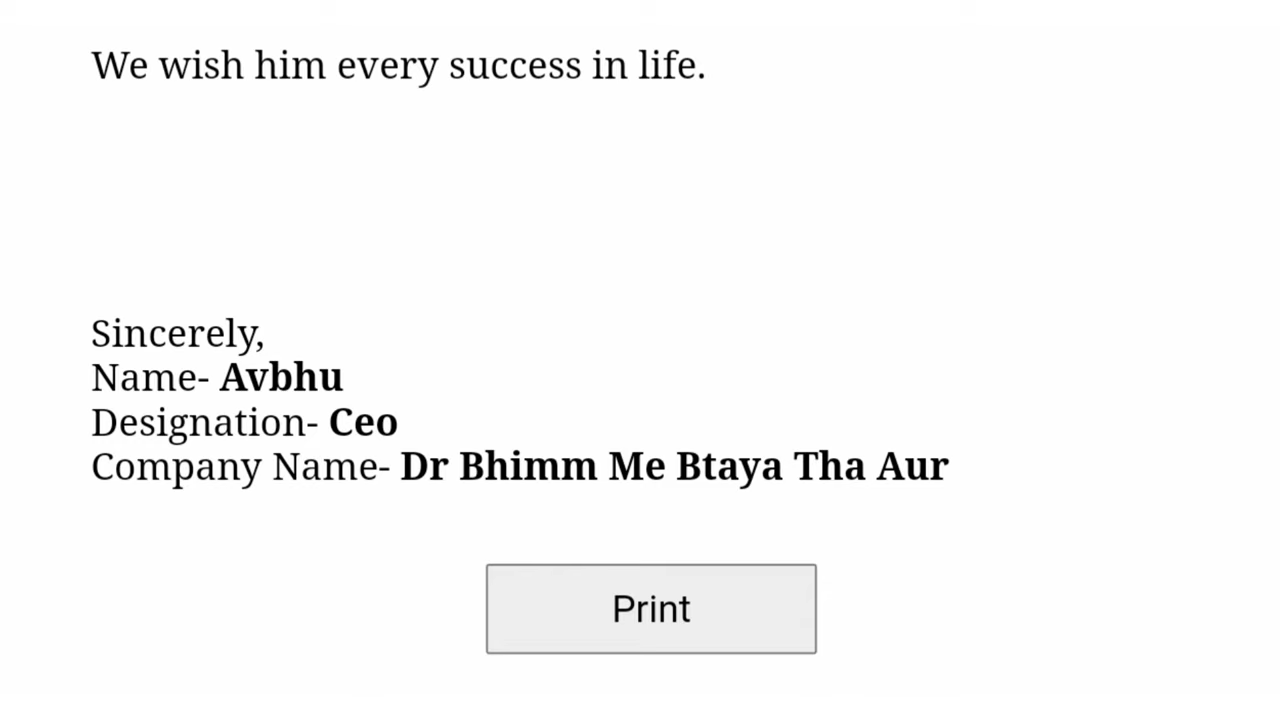 We wish him every success in life.
Sincerely,
Name- Avbhu
Designation- Ceo
Company Name- Dr Bhimm Me Btaya Tha Aur
Print